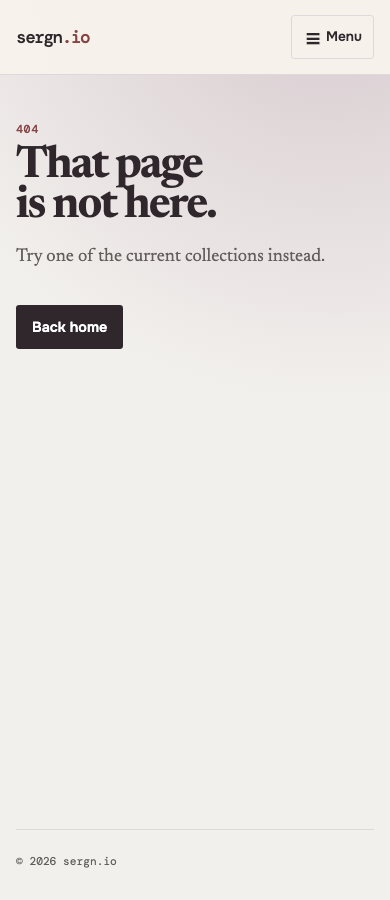 sergn.io
Menu
404
That page
is not here.
Try one of the current collections instead.
Back home
© 2026 sergn.io